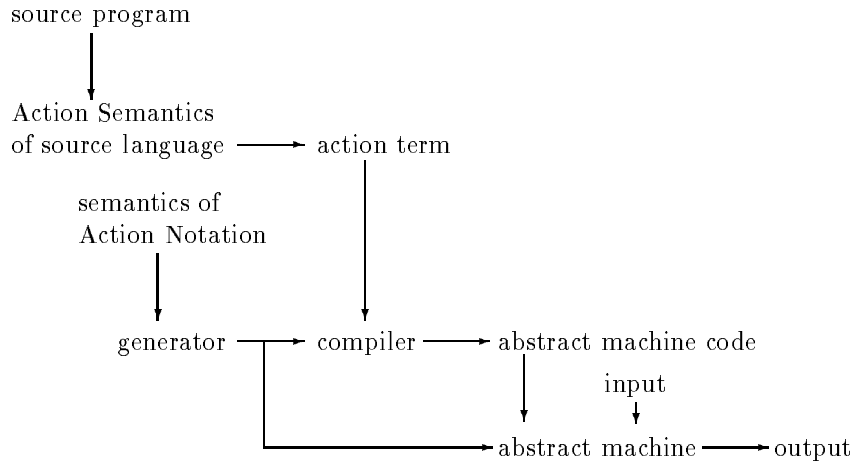 source program
Action Semantics
of source language
action term
semantics of
Action Notation
generator
compiler
abstract machine code
input
abstract machine
output